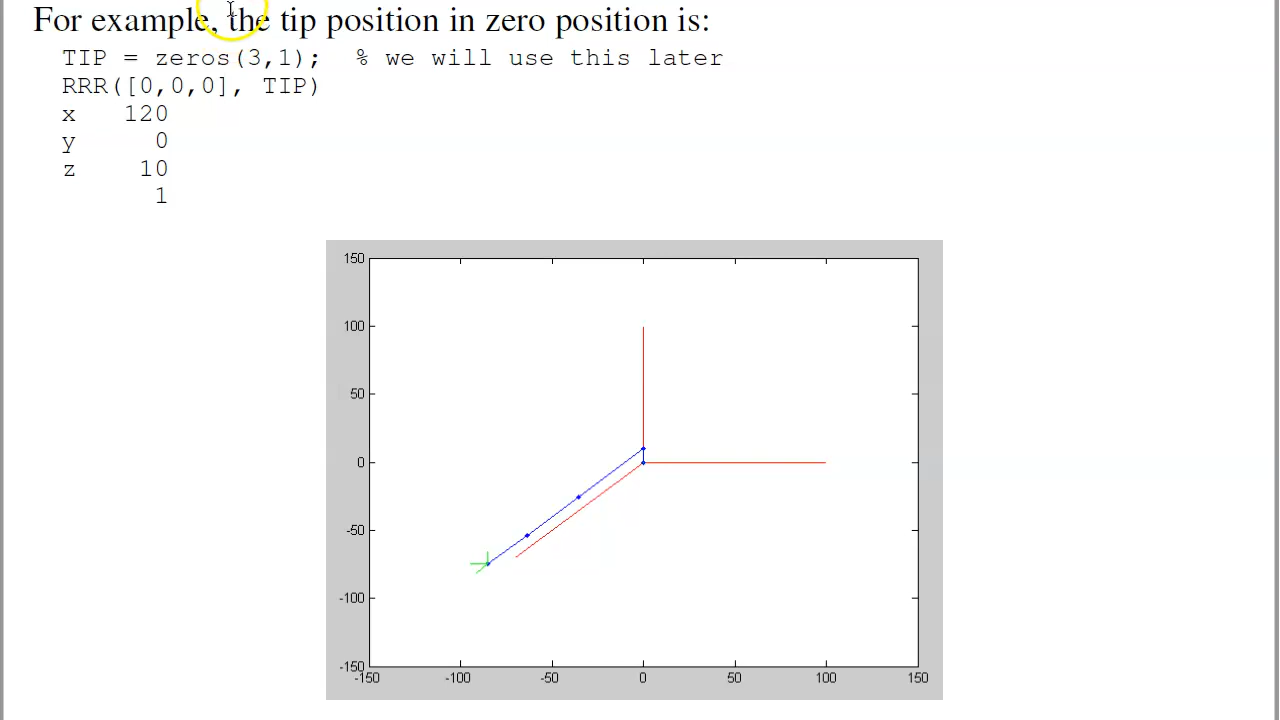 For example, the tip position in zero position is:
TIP = zeros(3,1);  % we will use this later
RRR([0,0,0], TIP)
x 120
y 0
z 10
1
150
100
50
0
-50
-100
-150
-150 -100 -50 0 50 100 150